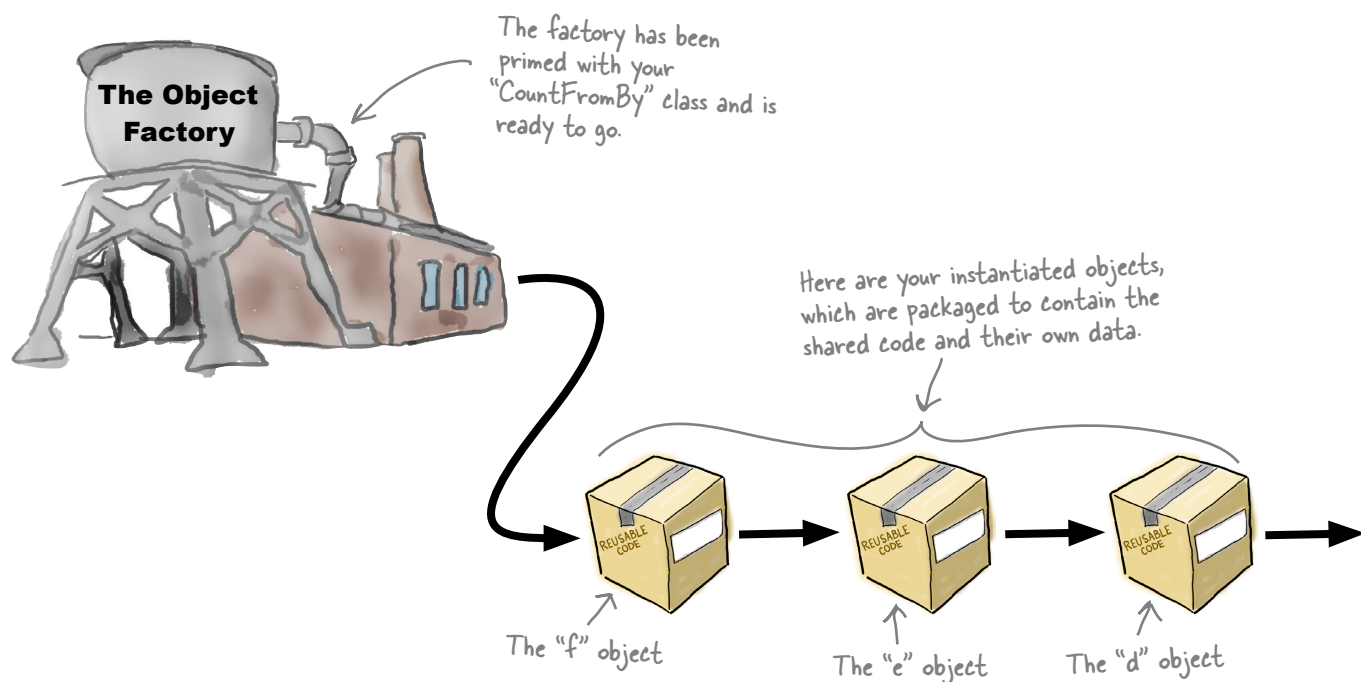 The factory has been
primed with your
“CountFromBy” class and is
ready to go.
The Object
Factory
Here are your instantiated objects,
which are packaged to contain the
shared code and their own data.
REUSABLE
CODE
REUSABLE
CODE
REUSABLE
CODE
The “f” object
The “e” object
The “d” object